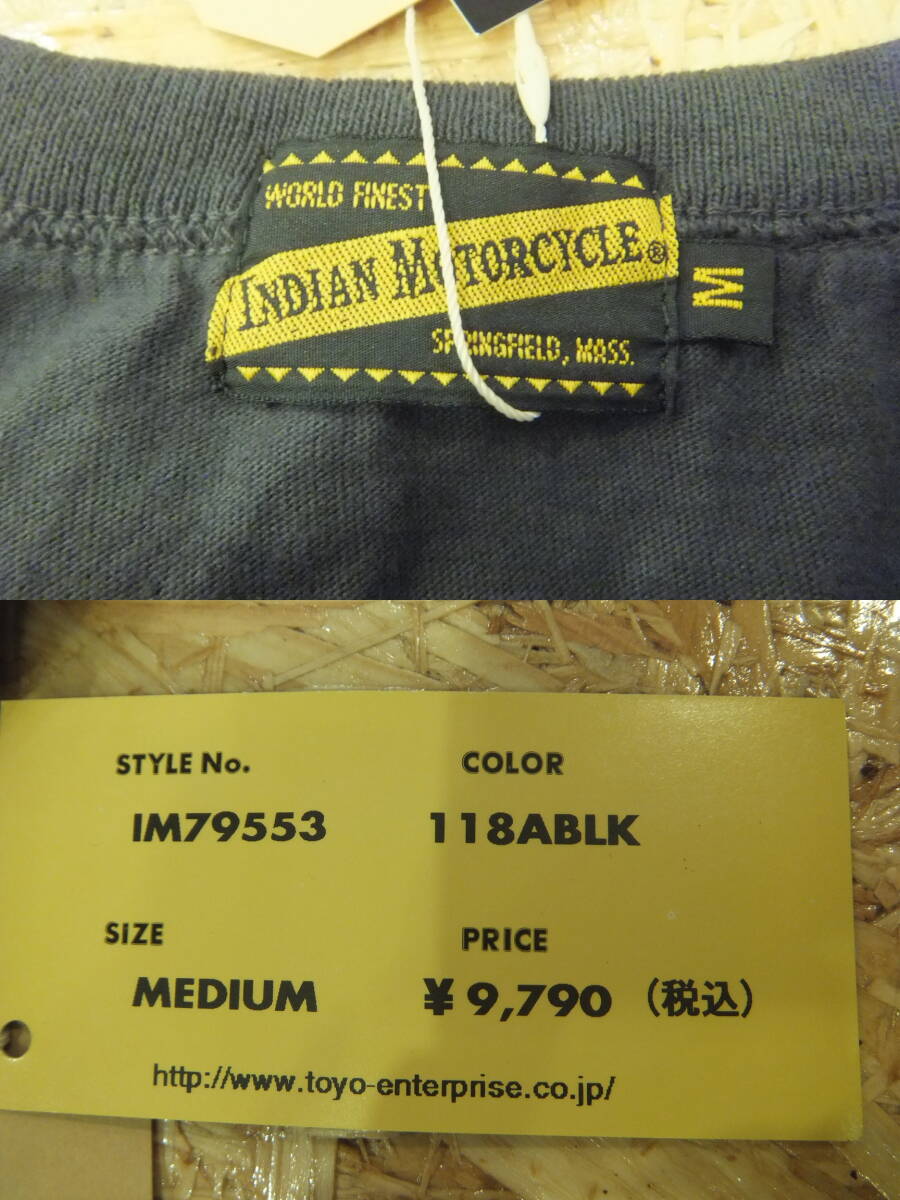 WORLD FINEST
INDIAN MOTORCYCLE®
M
SPRINGFIELD, MASS.
STYLE No. COLOR
IM79553 118ABLK
SIZE PRICE
MEDIUM ¥9,790 (税込)
http://www.toyo-enterprise.co.jp/